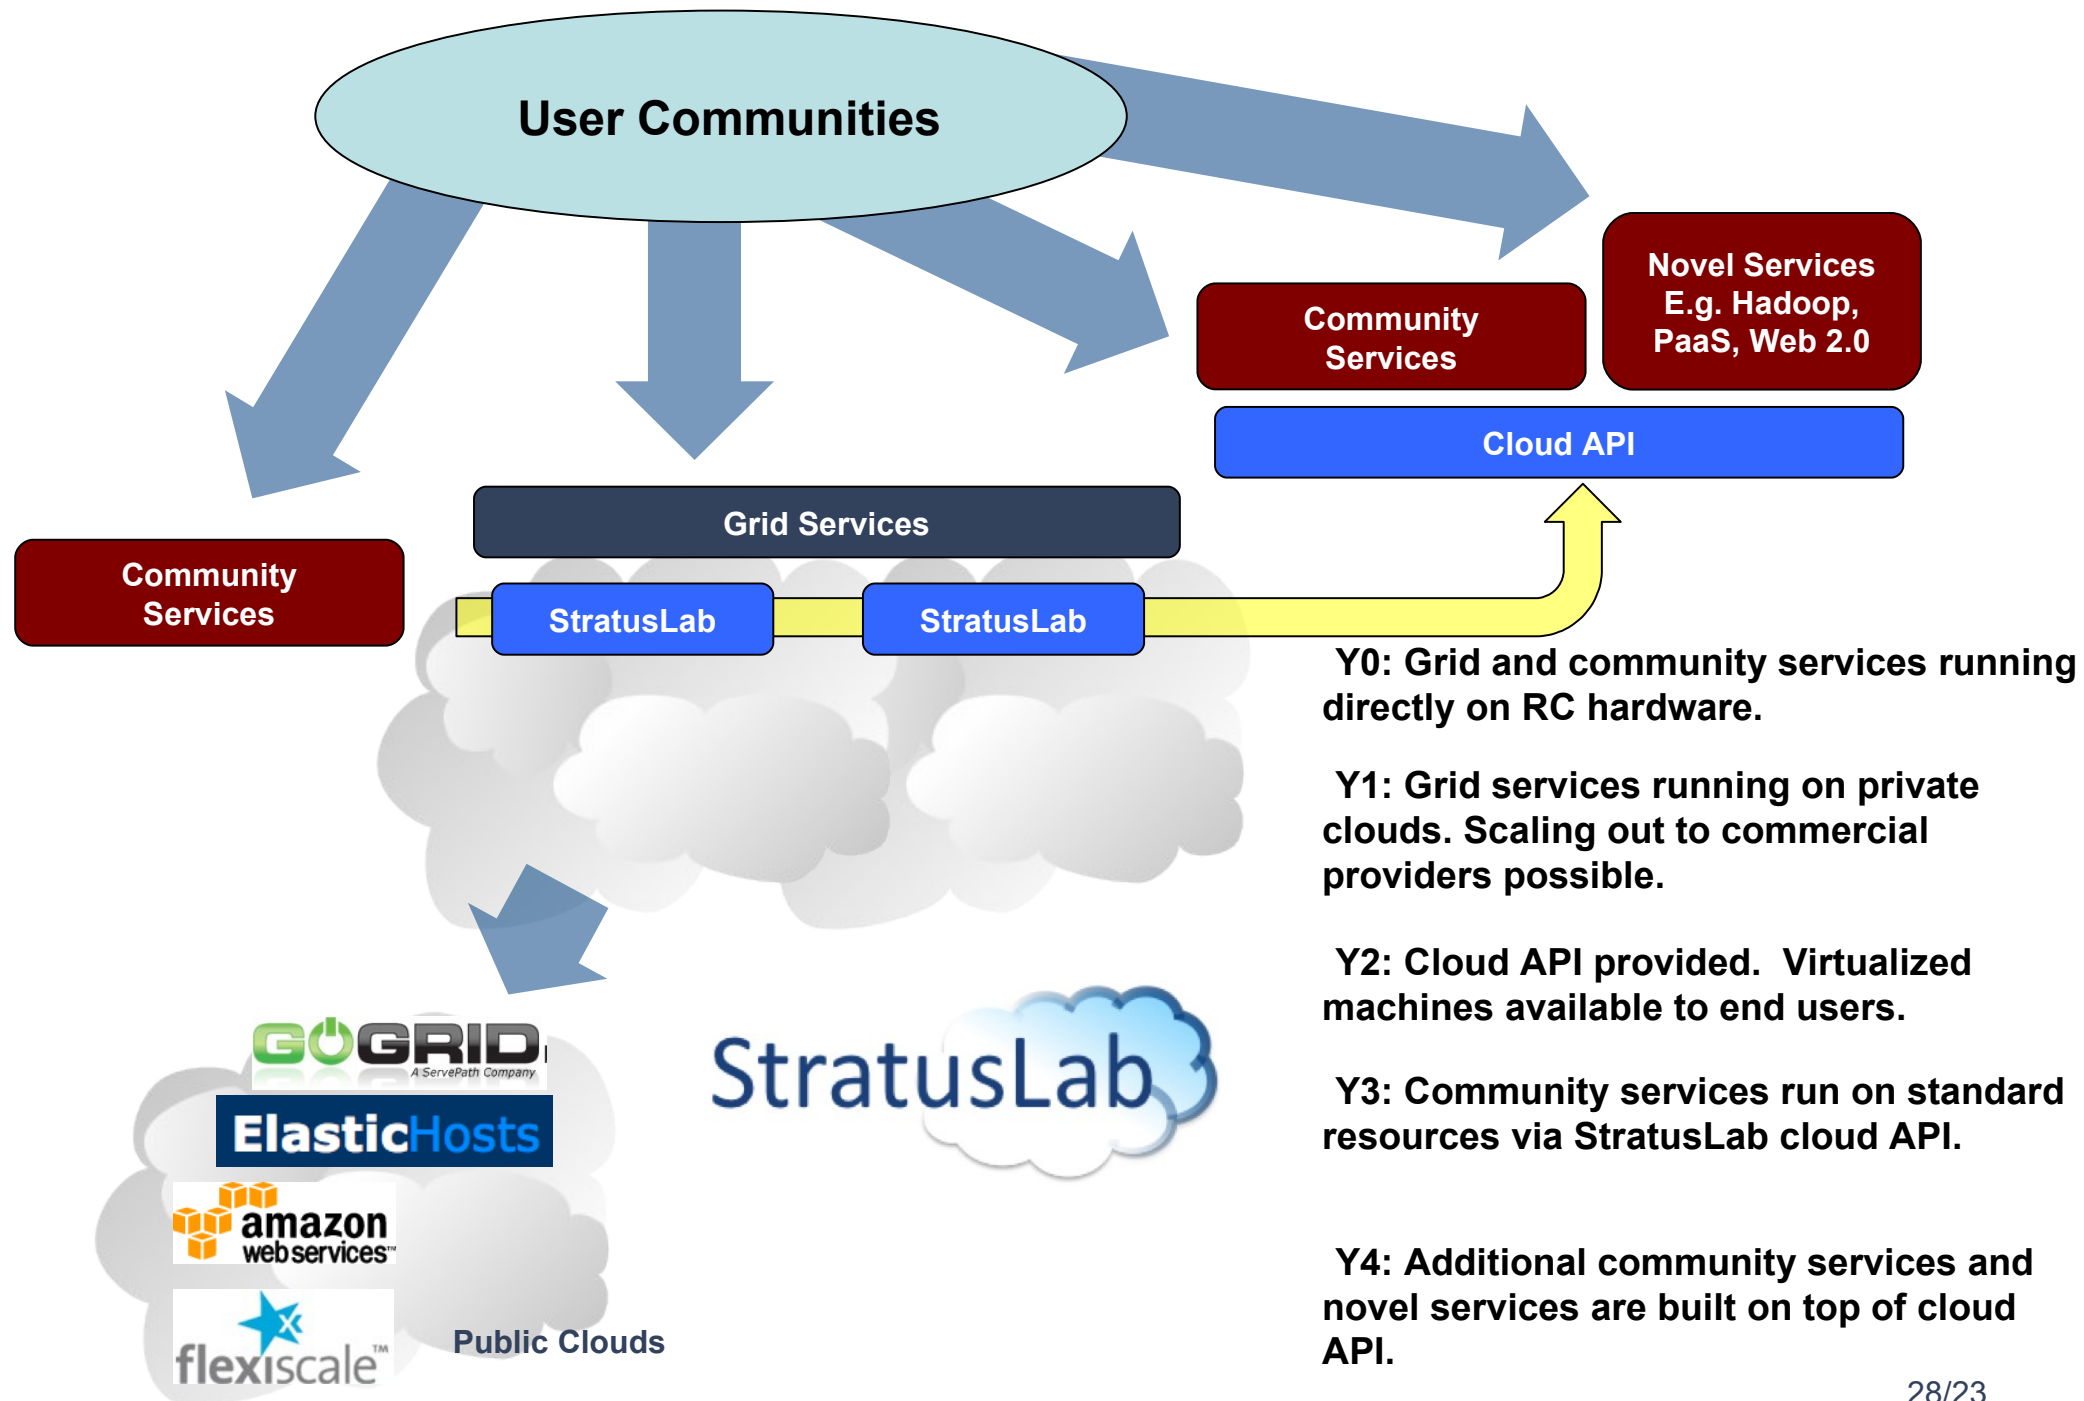 User Communities
Novel Services
E.g. Hadoop,
PaaS, Web 2.0
Community
Services
Cloud API
Grid Services
Community
Services
StratusLab
StratusLab
Y0: Grid and community services running
directly on RC hardware.
Y1: Grid services running on private
clouds. Scaling out to commercial
providers possible.
Y2: Cloud API provided.  Virtualized
machines available to end users.
Y3: Community services run on standard
resources via StratusLab cloud API.
Y4: Additional community services and
novel services are built on top of cloud
API.
GOGRID
A ServePath Company
ElasticHosts
amazon
webservices™
flexiscale™
Public Clouds
StratusLab
28/23